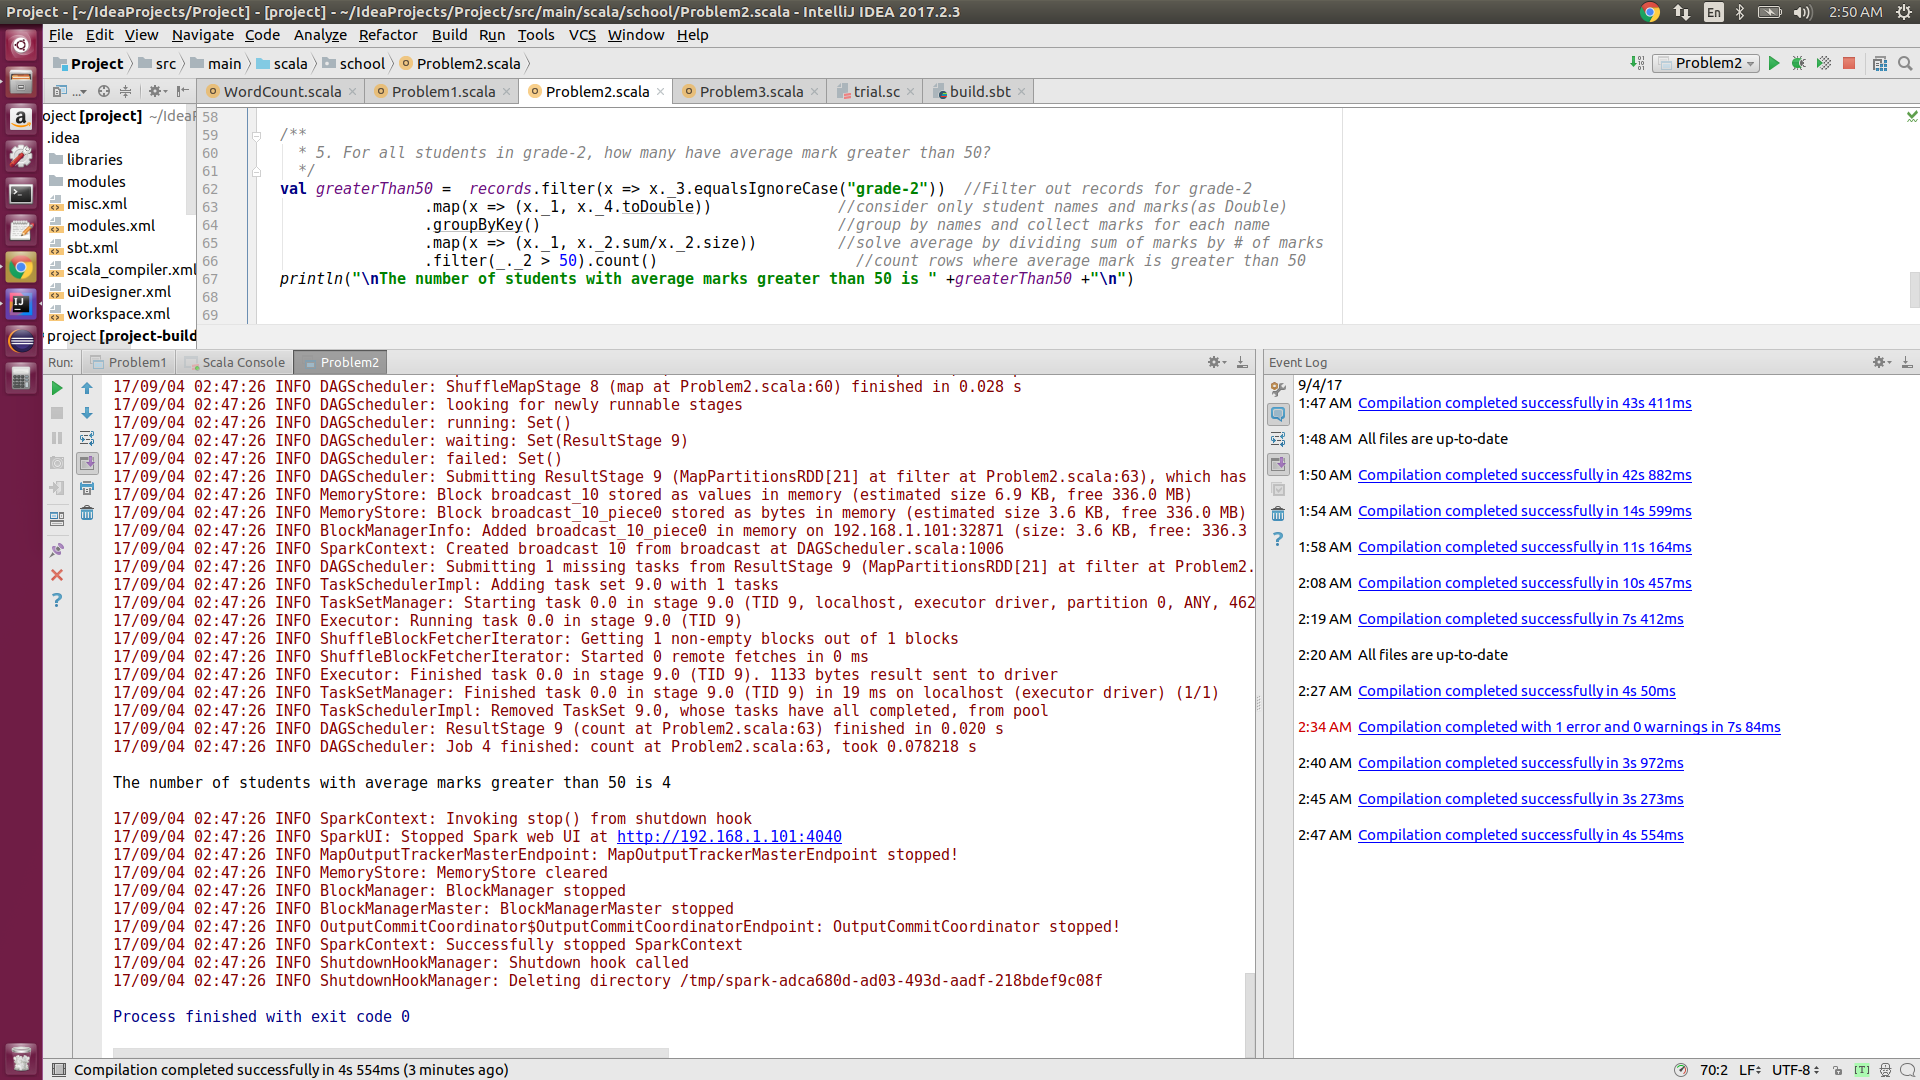 Project - [~/IdeaProjects/Project] - [project] - ~/IdeaProjects/Project/src/main/scala/school/Problem2.scala - IntelliJ IDEA 2017.2.3
En 2:50 AM
File Edit View Navigate Code Analyze Refactor Build Run Tools VCS Window Help
Project src main scala school Problem2.scala
Problem2
WordCount.scala Problem1.scala Problem2.scala Problem3.scala trial.sc build.sbt
oject [project] ~/IdeaP
.idea
libraries
modules
misc.xml
modules.xml
sbt.xml
scala_compiler.xml
uiDesigner.xml
workspace.xml
project [project-build
58
59 /**
60 * 5. For all students in grade-2, how many have average mark greater than 50?
61 */
62 val greaterThan50 =  records.filter(x => x._3.equalsIgnoreCase("grade-2"))  //Filter out records for grade-2
63 .map(x => (x._1, x._4.toDouble)) //consider only student names and marks(as Double)
64 .groupByKey() //group by names and collect marks for each name
65 .map(x => (x._1, x._2.sum/x._2.size)) //solve average by dividing sum of marks by # of marks
66 .filter(_._2 > 50).count() //count rows where average mark is greater than 50
67 println("\nThe number of students with average marks greater than 50 is " +greaterThan50 +"\n")
68
69
Run: Problem1 Scala Console Problem2
17/09/04 02:47:26 INFO DAGScheduler: ShuffleMapStage 8 (map at Problem2.scala:60) finished in 0.028 s
17/09/04 02:47:26 INFO DAGScheduler: looking for newly runnable stages
17/09/04 02:47:26 INFO DAGScheduler: running: Set()
17/09/04 02:47:26 INFO DAGScheduler: waiting: Set(ResultStage 9)
17/09/04 02:47:26 INFO DAGScheduler: failed: Set()
17/09/04 02:47:26 INFO DAGScheduler: Submitting ResultStage 9 (MapPartitionsRDD[21] at filter at Problem2.scala:63), which has
17/09/04 02:47:26 INFO MemoryStore: Block broadcast_10 stored as values in memory (estimated size 6.9 KB, free 336.0 MB)
17/09/04 02:47:26 INFO MemoryStore: Block broadcast_10_piece0 stored as bytes in memory (estimated size 3.6 KB, free 336.0 MB)
17/09/04 02:47:26 INFO BlockManagerInfo: Added broadcast_10_piece0 in memory on 192.168.1.101:32871 (size: 3.6 KB, free: 336.3
17/09/04 02:47:26 INFO SparkContext: Created broadcast 10 from broadcast at DAGScheduler.scala:1006
17/09/04 02:47:26 INFO DAGScheduler: Submitting 1 missing tasks from ResultStage 9 (MapPartitionsRDD[21] at filter at Problem2.
17/09/04 02:47:26 INFO TaskSchedulerImpl: Adding task set 9.0 with 1 tasks
17/09/04 02:47:26 INFO TaskSetManager: Starting task 0.0 in stage 9.0 (TID 9, localhost, executor driver, partition 0, ANY, 462
17/09/04 02:47:26 INFO Executor: Running task 0.0 in stage 9.0 (TID 9)
17/09/04 02:47:26 INFO ShuffleBlockFetcherIterator: Getting 1 non-empty blocks out of 1 blocks
17/09/04 02:47:26 INFO ShuffleBlockFetcherIterator: Started 0 remote fetches in 0 ms
17/09/04 02:47:26 INFO Executor: Finished task 0.0 in stage 9.0 (TID 9). 1133 bytes result sent to driver
17/09/04 02:47:26 INFO TaskSetManager: Finished task 0.0 in stage 9.0 (TID 9) in 19 ms on localhost (executor driver) (1/1)
17/09/04 02:47:26 INFO TaskSchedulerImpl: Removed TaskSet 9.0, whose tasks have all completed, from pool
17/09/04 02:47:26 INFO DAGScheduler: ResultStage 9 (count at Problem2.scala:63) finished in 0.020 s
17/09/04 02:47:26 INFO DAGScheduler: Job 4 finished: count at Problem2.scala:63, took 0.078218 s
The number of students with average marks greater than 50 is 4
17/09/04 02:47:26 INFO SparkContext: Invoking stop() from shutdown hook
17/09/04 02:47:26 INFO SparkUI: Stopped Spark web UI at http://192.168.1.101:4040
17/09/04 02:47:26 INFO MapOutputTrackerMasterEndpoint: MapOutputTrackerMasterEndpoint stopped!
17/09/04 02:47:26 INFO MemoryStore: MemoryStore cleared
17/09/04 02:47:26 INFO BlockManager: BlockManager stopped
17/09/04 02:47:26 INFO BlockManagerMaster: BlockManagerMaster stopped
17/09/04 02:47:26 INFO OutputCommitCoordinator$OutputCommitCoordinatorEndpoint: OutputCommitCoordinator stopped!
17/09/04 02:47:26 INFO SparkContext: Successfully stopped SparkContext
17/09/04 02:47:26 INFO ShutdownHookManager: Shutdown hook called
17/09/04 02:47:26 INFO ShutdownHookManager: Deleting directory /tmp/spark-adca680d-ad03-493d-aadf-218bdef9c08f
Process finished with exit code 0
Event Log
9/4/17
1:47 AM Compilation completed successfully in 43s 411ms
1:48 AM All files are up-to-date
1:50 AM Compilation completed successfully in 42s 882ms
1:54 AM Compilation completed successfully in 14s 599ms
1:58 AM Compilation completed successfully in 11s 164ms
2:08 AM Compilation completed successfully in 10s 457ms
2:19 AM Compilation completed successfully in 7s 412ms
2:20 AM All files are up-to-date
2:27 AM Compilation completed successfully in 4s 50ms
2:34 AM Compilation completed with 1 error and 0 warnings in 7s 84ms
2:40 AM Compilation completed successfully in 3s 972ms
2:45 AM Compilation completed successfully in 3s 273ms
2:47 AM Compilation completed successfully in 4s 554ms
Compilation completed successfully in 4s 554ms (3 minutes ago)
70:2 LF UTF-8 [T]